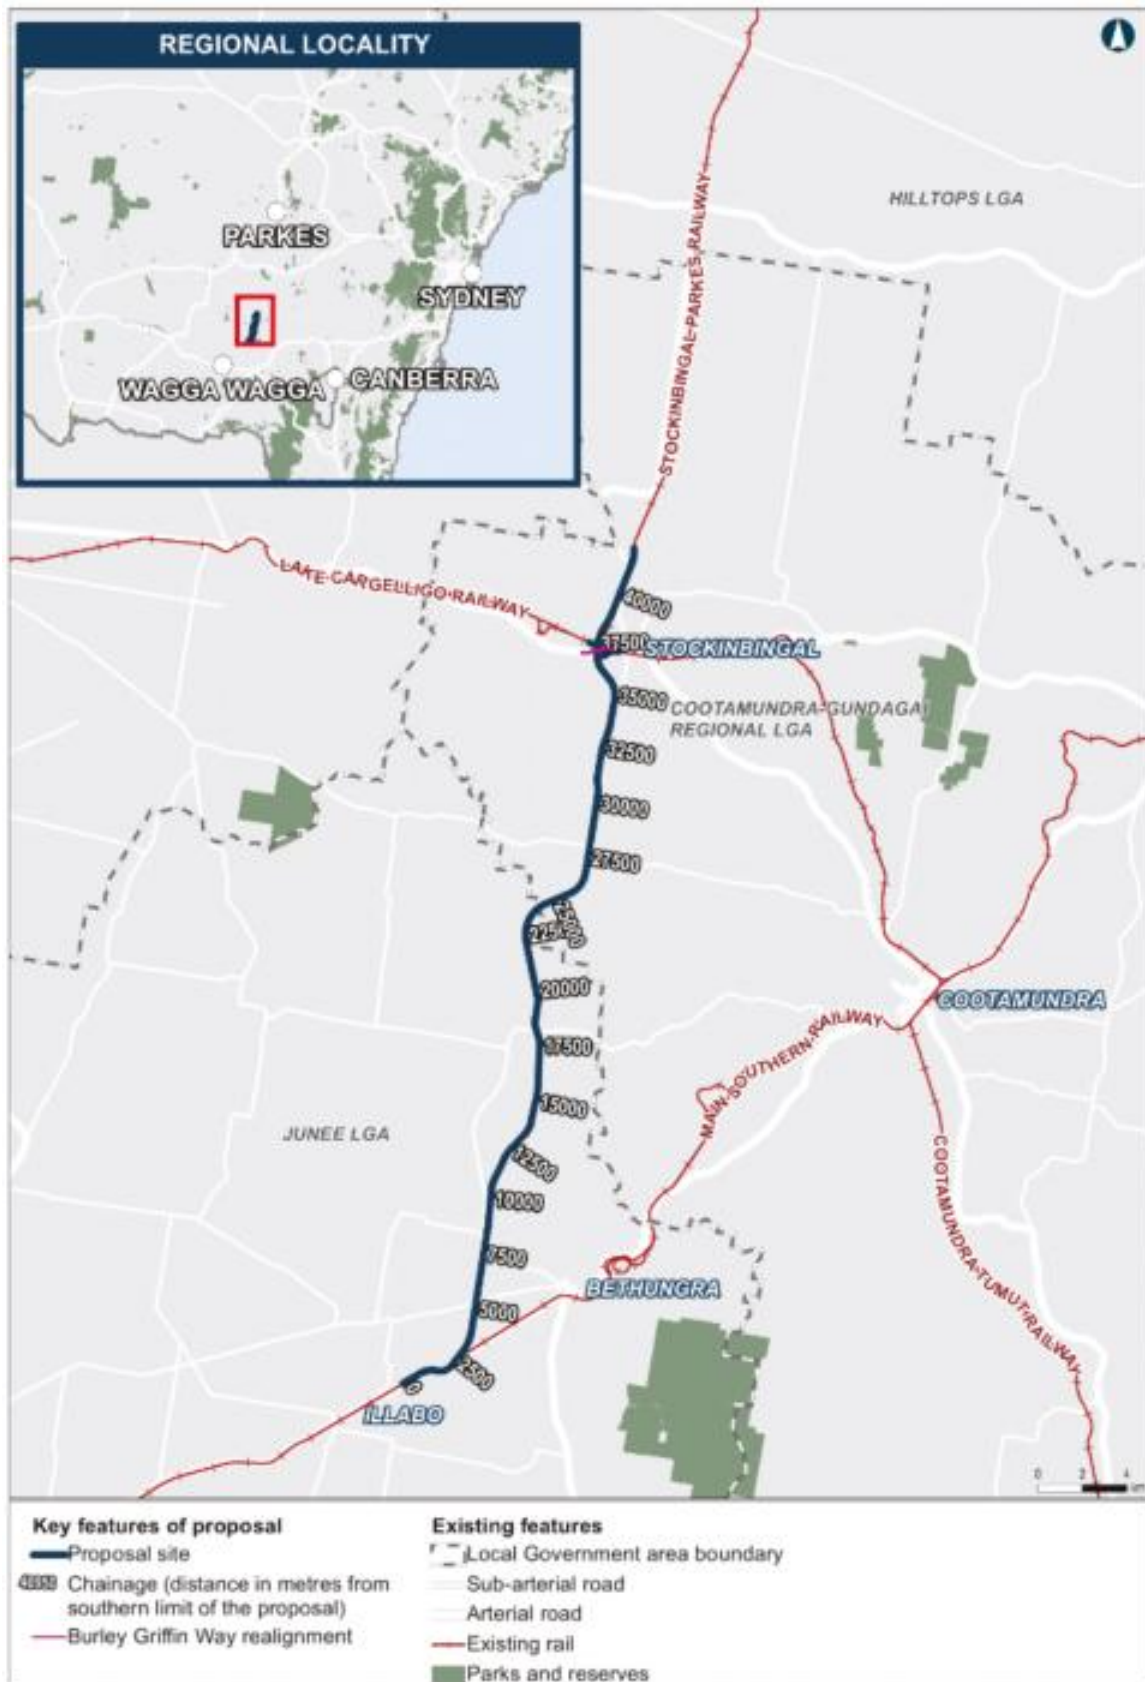 REGIONAL LOCALITY
PARKES
SYDNEY
WAGGA WAGGA
CANBERRA
HILLTOPS LGA
STOCKINBINGAL-PARKES RAILWAY
LAKE CARGELLIGO RAILWAY
40000
37500
STOCKINBINGAL
35000
COOTAMUNDRA-GUNDAGAI
REGIONAL LGA
32500
30000
27500
25000
20000
COOTAMUNDRA
17500
MAIN SOUTHERN RAILWAY
15000
JUNEE LGA
12500
COOTAMUNDRA-TUMUT RAILWAY
10000
7500
BETHUNGRA
5000
2500
0
ILLABO
0 2 4
Key features of proposal
Proposal site
Chainage (distance in metres from
southern limit of the proposal)
Burley Griffin Way realignment
Existing features
Local Government area boundary
Sub-arterial road
Arterial road
Existing rail
Parks and reserves